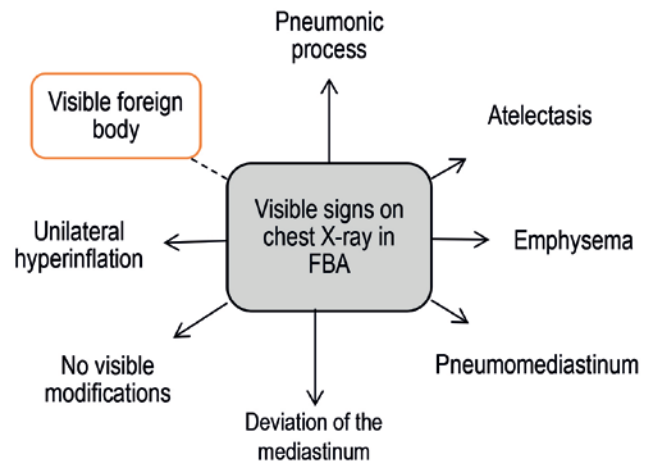 Pneumonic
process
Visible foreign
body
Atelectasis
Visible signs on
chest X-ray in
FBA
Unilateral
hyperinflation
Emphysema
No visible
modifications
Pneumomediastinum
Deviation of the
mediastinum